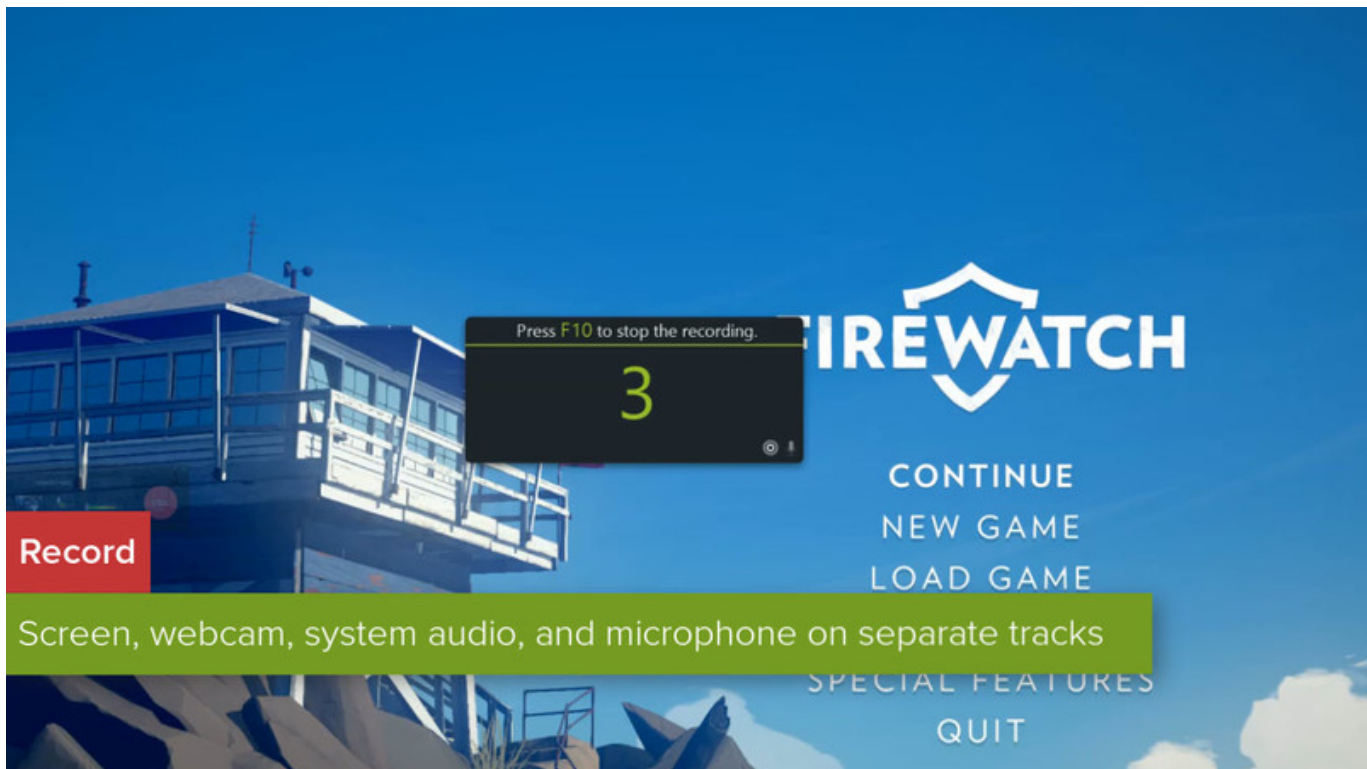 Press F10 to stop the recording.
3
FIREWATCH
CONTINUE
NEW GAME
LOAD GAME
Record
Screen, webcam, system audio, and microphone on separate tracks
SPECIAL FEATURES
QUIT